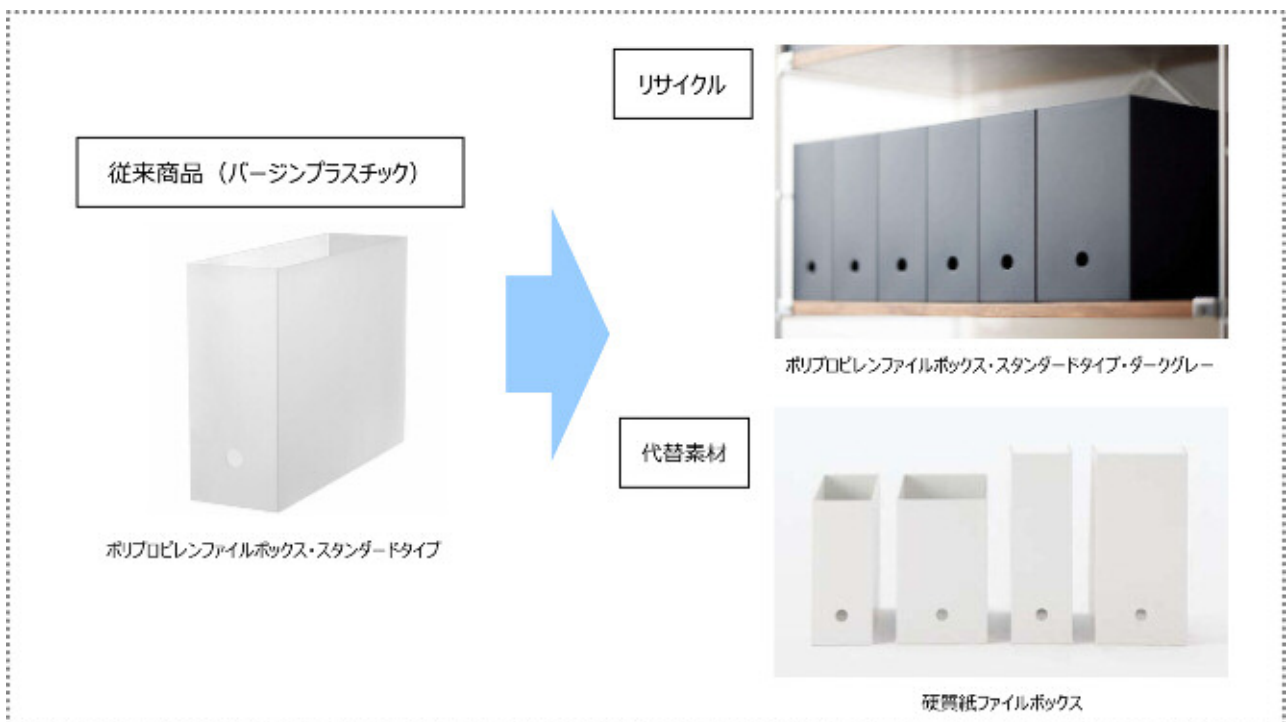 従来商品（バージンプラスチック）
ポリプロピレンファイルボックス・スタンダードタイプ
リサイクル
ポリプロピレンファイルボックス・スタンダードタイプ・ダークグレー
代替素材
硬質紙ファイルボックス